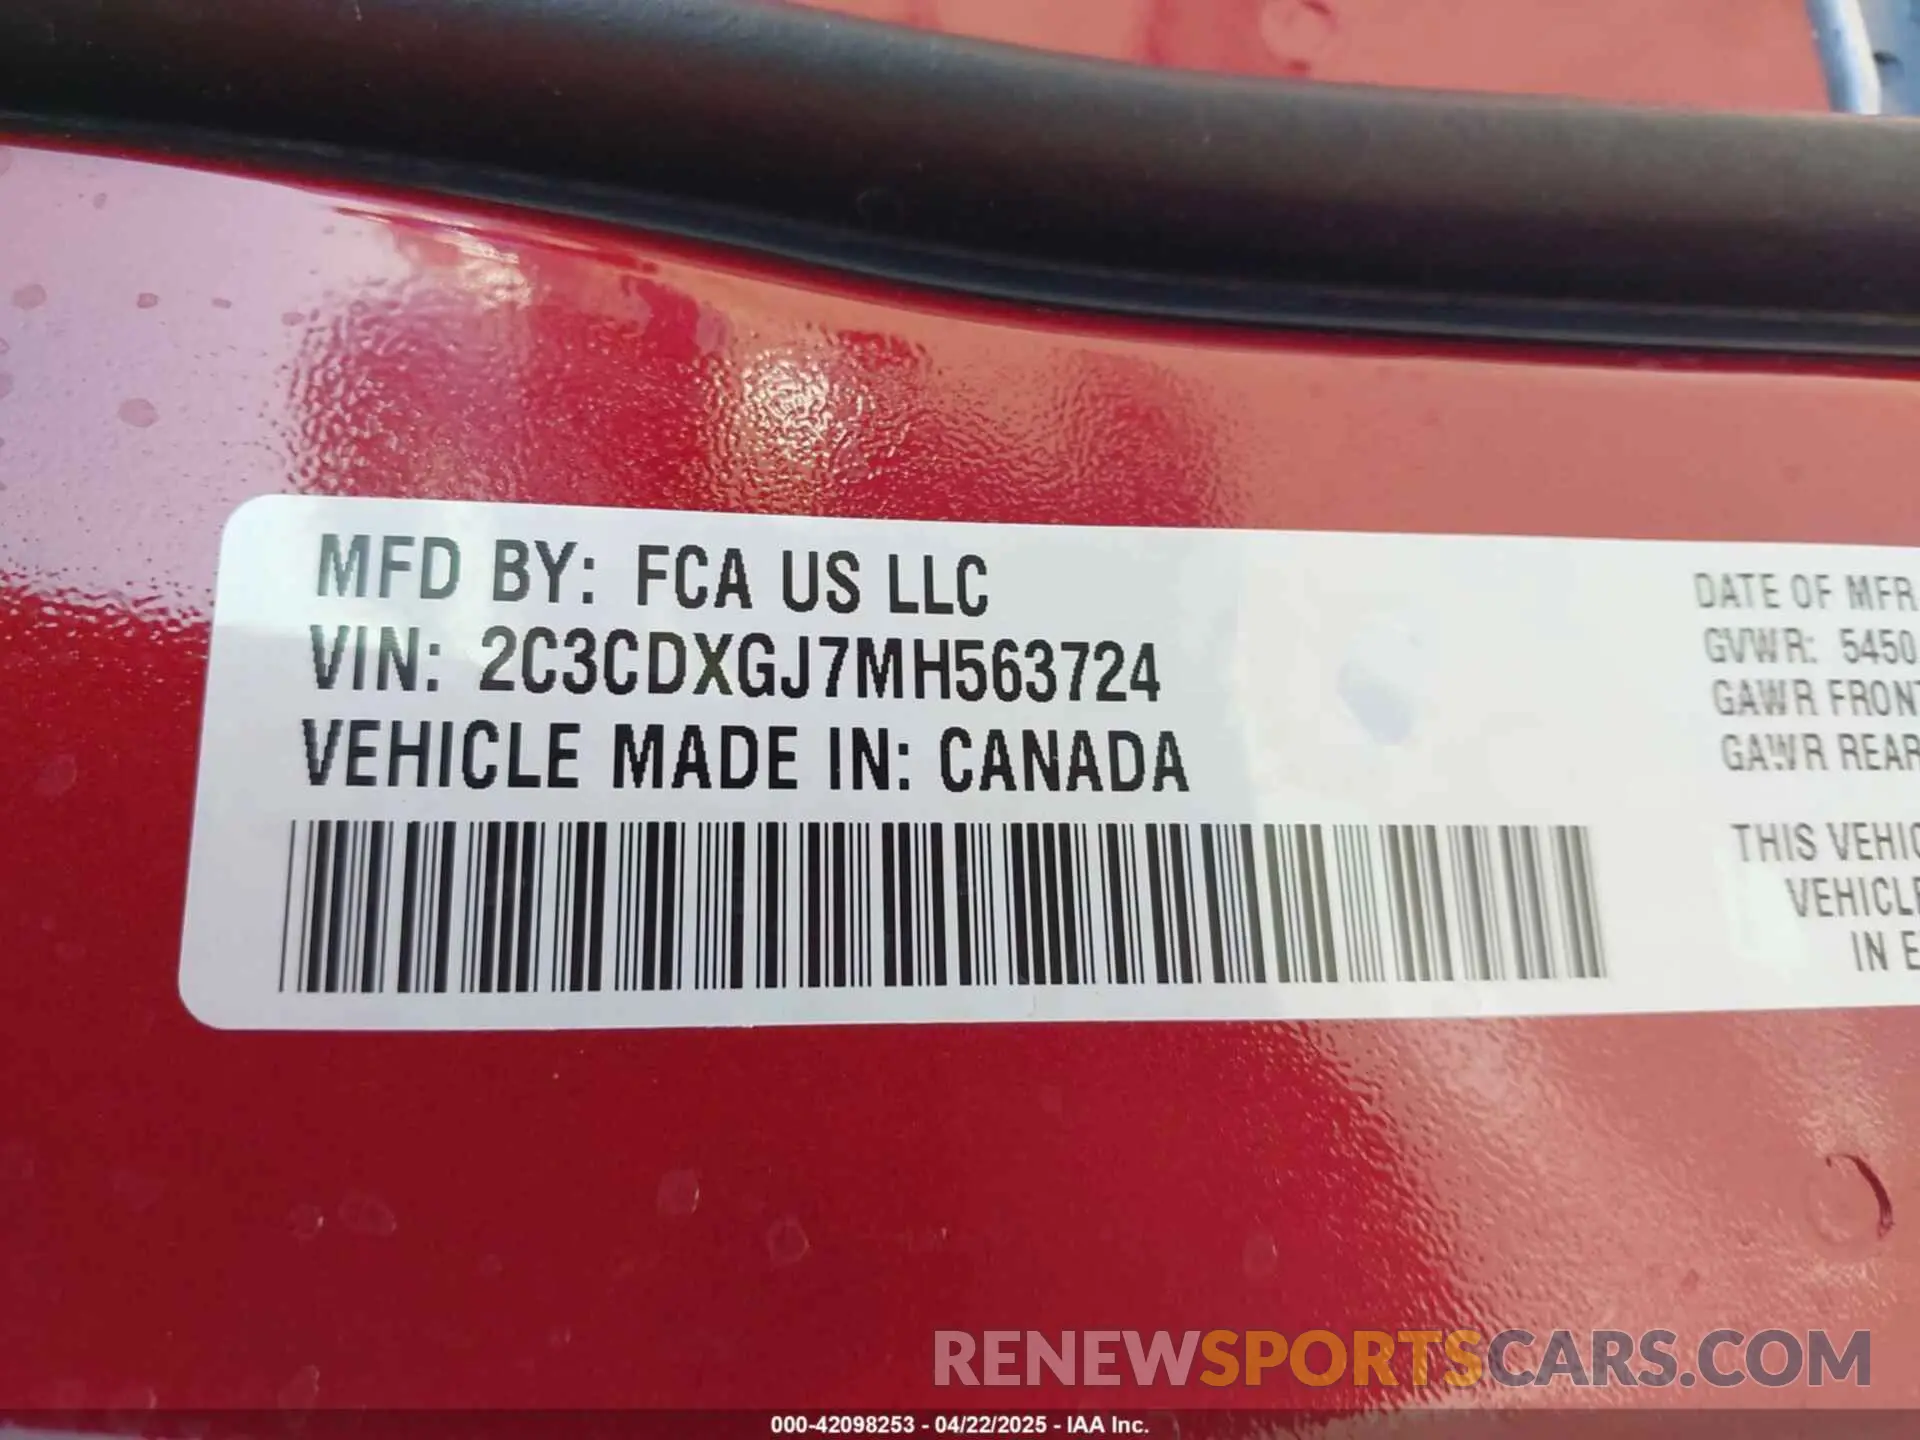 MFD BY: FCA US LLC
VIN: 2C3CDXGJ7MH563724
VEHICLE MADE IN: CANADA
DATE OF MFR
GVWR: 5450
GAWR FRONT
GAWR REAR
THIS VEHIC
VEHICLE
IN E
RENEWSPORTSCARS.COM
000-42098253 - 04/22/2025 - IAA Inc.